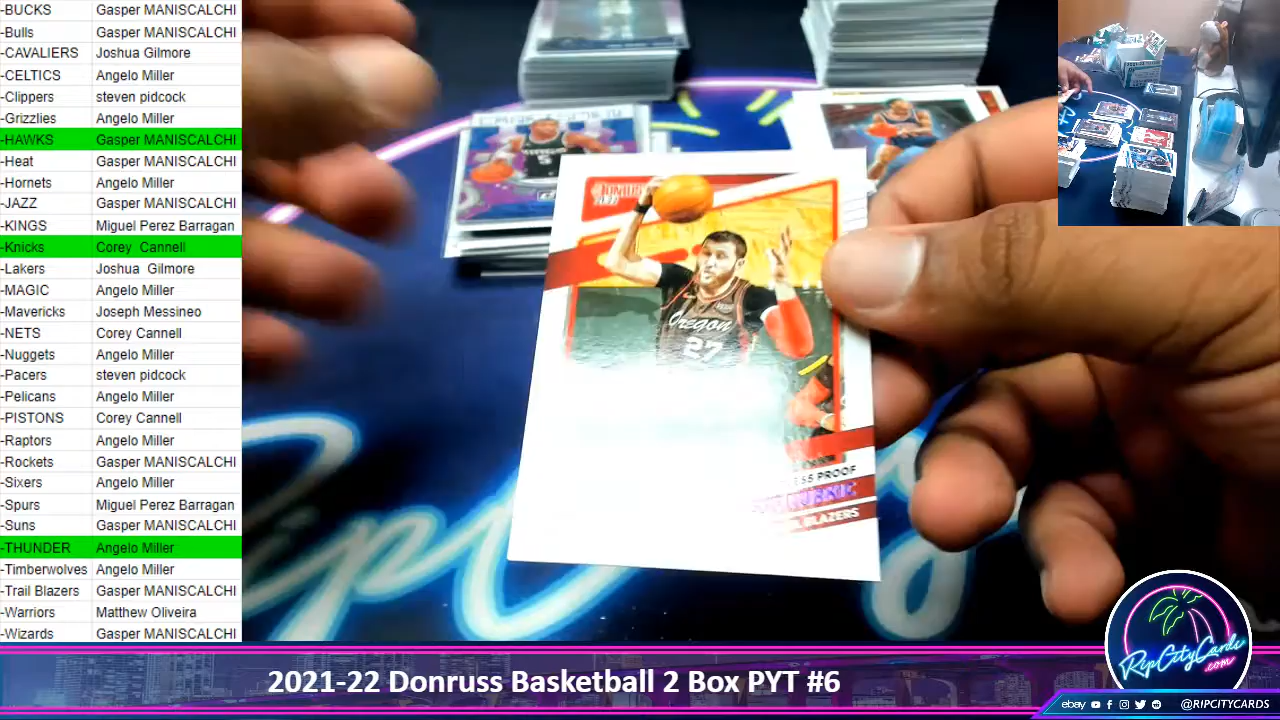 -BUCKS Gasper MANISCALCHI
-Bulls Gasper MANISCALCHI
-CAVALIERS Joshua Gilmore
-CELTICS Angelo Miller
-Clippers steven pidcock
-Grizzlies Angelo Miller
-HAWKS Gasper MANISCALCHI
-Heat Gasper MANISCALCHI
-Hornets Angelo Miller
-JAZZ Gasper MANISCALCHI
-KINGS Miguel Perez Barragan
-Knicks Corey Cannell
-Lakers Joshua Gilmore
-MAGIC Angelo Miller
-Mavericks Joseph Messineo
-NETS Corey Cannell
-Nuggets Angelo Miller
-Pacers steven pidcock
-Pelicans Angelo Miller
-PISTONS Corey Cannell
-Raptors Angelo Miller
-Rockets Gasper MANISCALCHI
-Sixers Angelo Miller
-Spurs Miguel Perez Barragan
-Suns Gasper MANISCALCHI
-THUNDER Angelo Miller
-Timberwolves Angelo Miller
-Trail Blazers Gasper MANISCALCHI
-Warriors Matthew Oliveira
-Wizards Gasper MANISCALCHI
Oregon
27
PROOF
BLAZERS
RipCityCards
.com
2021-22 Donruss Basketball 2 Box PYT #6
ebay @RIPCITYCARDS